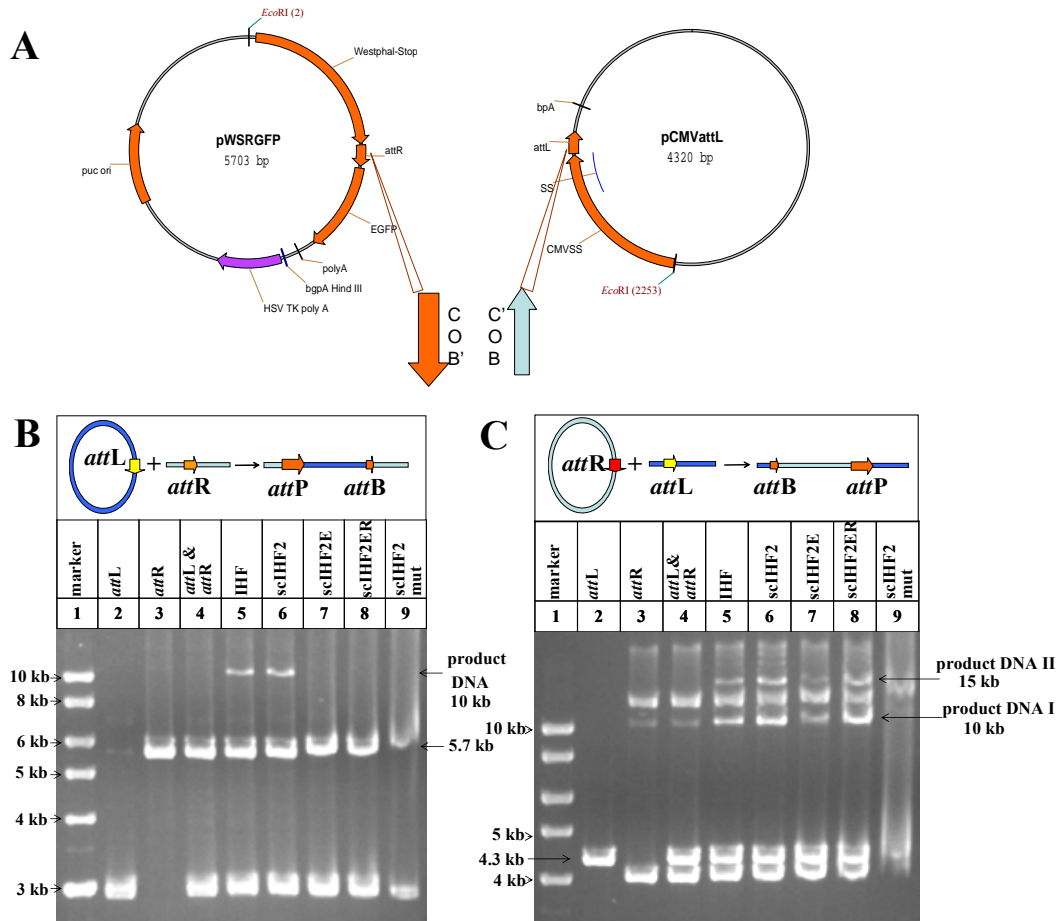 A
EcoRI (2)
Westphal-Stop
pWSRGFP
5703 bp
attR
puc ori
EGFP
polyA
bgpA Hind III
HSV TK poly A
C
O
B'
bpA
pCMVattL
4320 bp
attL
SS
CMVSS
EcoRI (2253)
C'
O
B
B
attL + attR → attP attB
marker attL attR attL & attR IHF scIHF2 scIHF2E scIHF2ER scIHF2 mut
1 2 3 4 5 6 7 8 9
10 kb
8 kb
6 kb
5 kb
4 kb
3 kb
product
DNA
10 kb
5.7 kb
C
attR + attL → attB attP
marker attL attR attL& attR IHF scIHF2 scIHF2E scIHF2ER scIHF2 mut
1 2 3 4 5 6 7 8 9
10 kb
5 kb
4.3 kb
4 kb
product DNA II
15 kb
product DNA I
10 kb